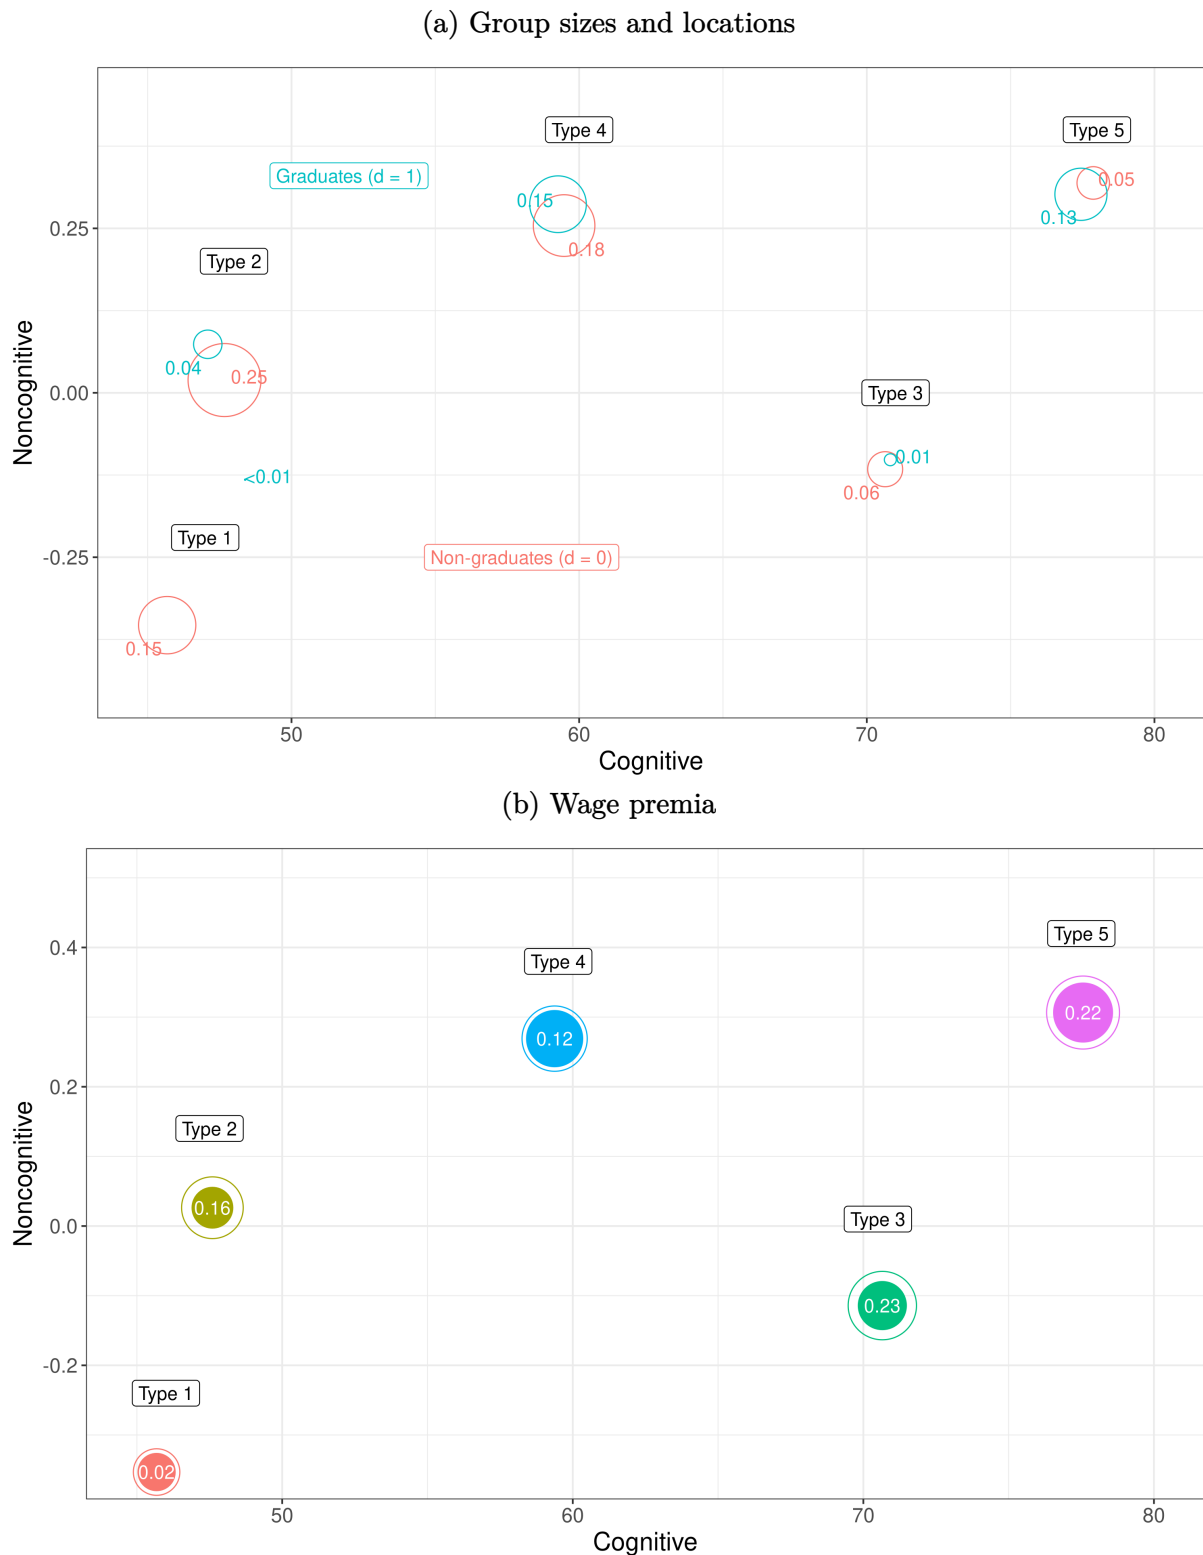 (a) Group sizes and locations
Type 4
Type 5
Graduates (d = 1)
0.15
0.05
0.13
0.25
0.18
Type 2
0.04
0.25
0.00
Type 3
<0.01
0.01
0.06
Type 1
-0.25
Non-graduates (d = 0)
0.15
Noncognitive
50
60
70
80
Cognitive
(b) Wage premia
Type 5
0.4
Type 4
0.22
0.12
0.2
Type 2
0.16
0.0
Type 3
0.23
-0.2
Type 1
0.02
Noncognitive
50
60
70
80
Cognitive